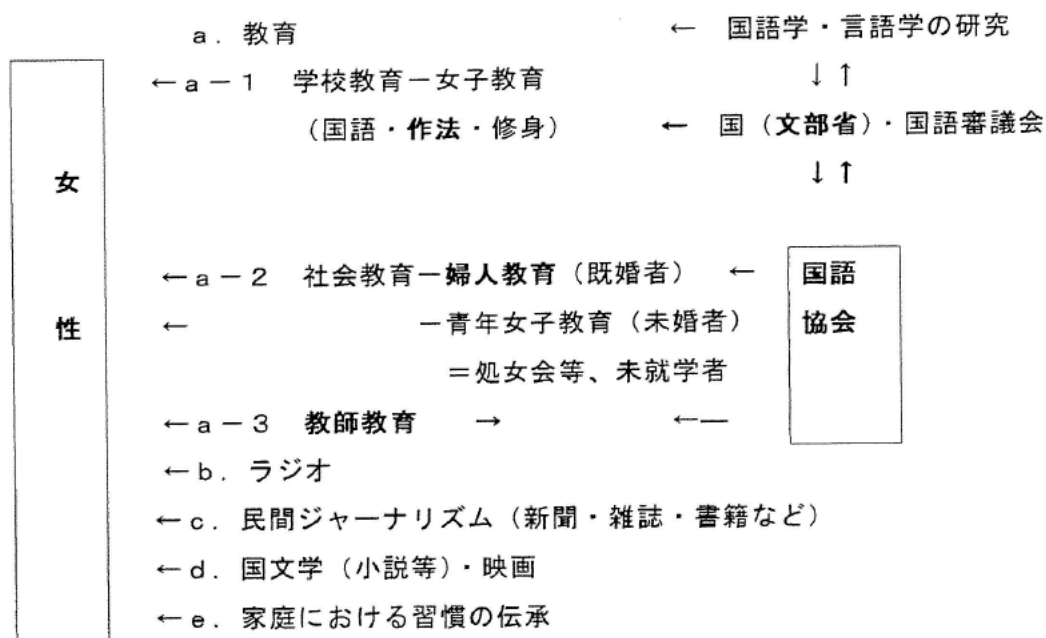 a．教育　←　国語学・言語学の研究
←a－1　学校教育－女子教育　↓↑
（国語・作法・修身）　←　国（文部省）・国語審議会
女　↓↑
←a－2　社会教育－婦人教育（既婚者）　←　国語
性　←　－青年女子教育（未婚者）　協会
＝処女会等、未就学者
←a－3　教師教育　→　←―
←b．ラジオ
←c．民間ジャーナリズム（新聞・雑誌・書籍など）
←d．国文学（小説等）・映画
←e．家庭における習慣の伝承